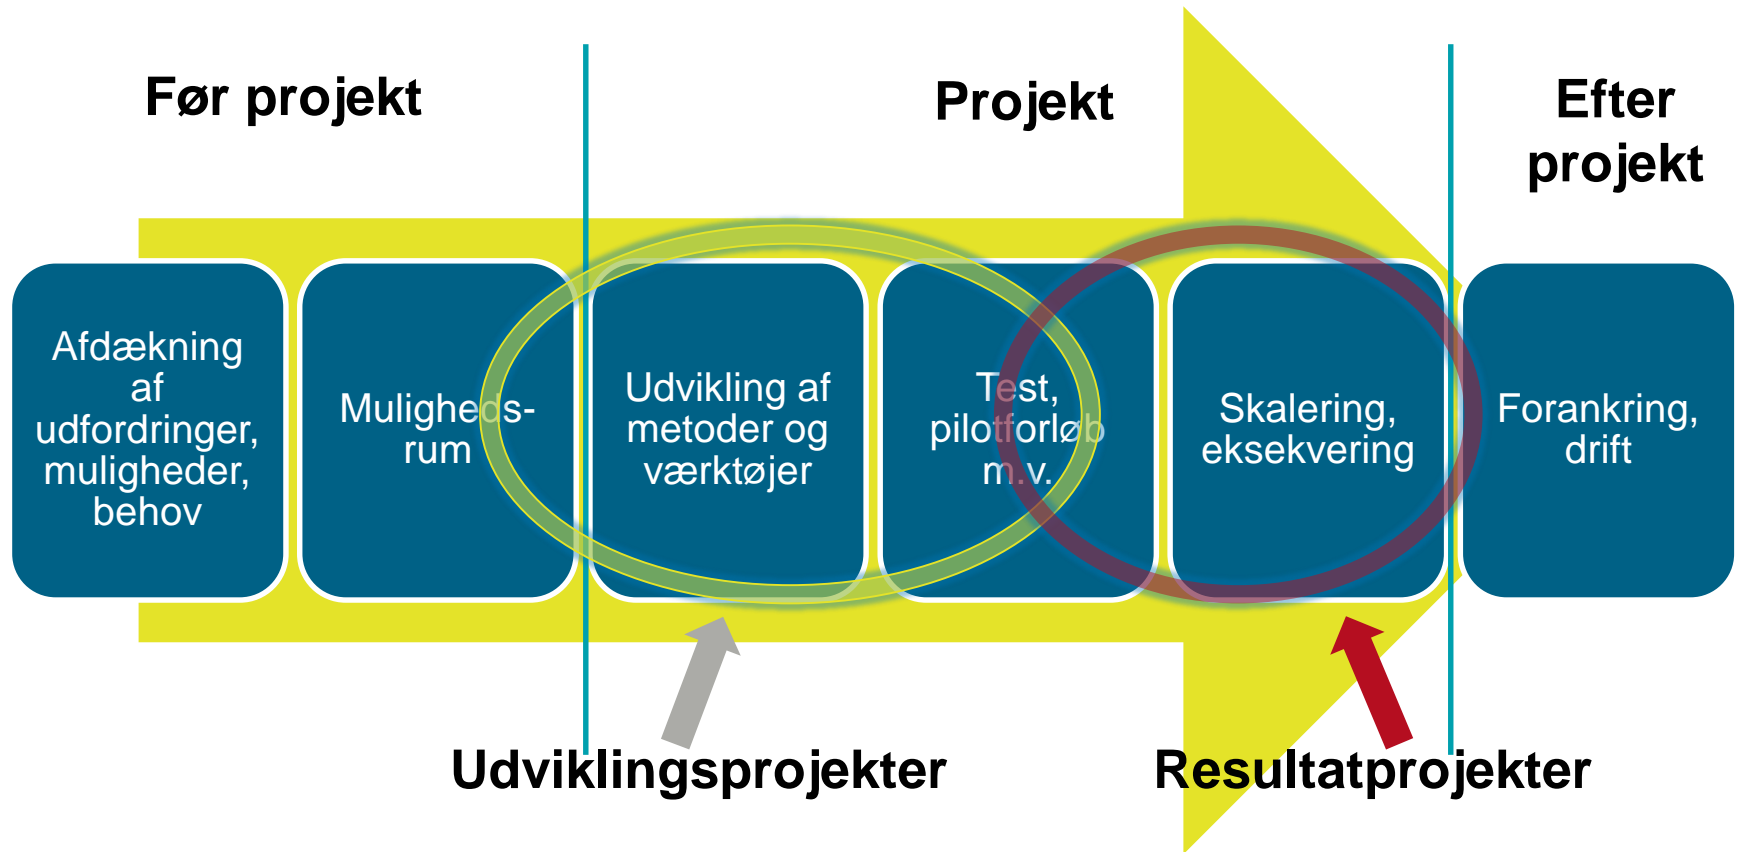 Før projekt
Projekt
Efter
projekt
Afdækning
af
udfordringer,
muligheder,
behov
Muligheds-
rum
Udvikling af
metoder og
værktøjer
Test,
pilotforløb
m.v.
Skalering,
eksekvering
Forankring,
drift
Udviklingsprojekter
Resultatprojekter